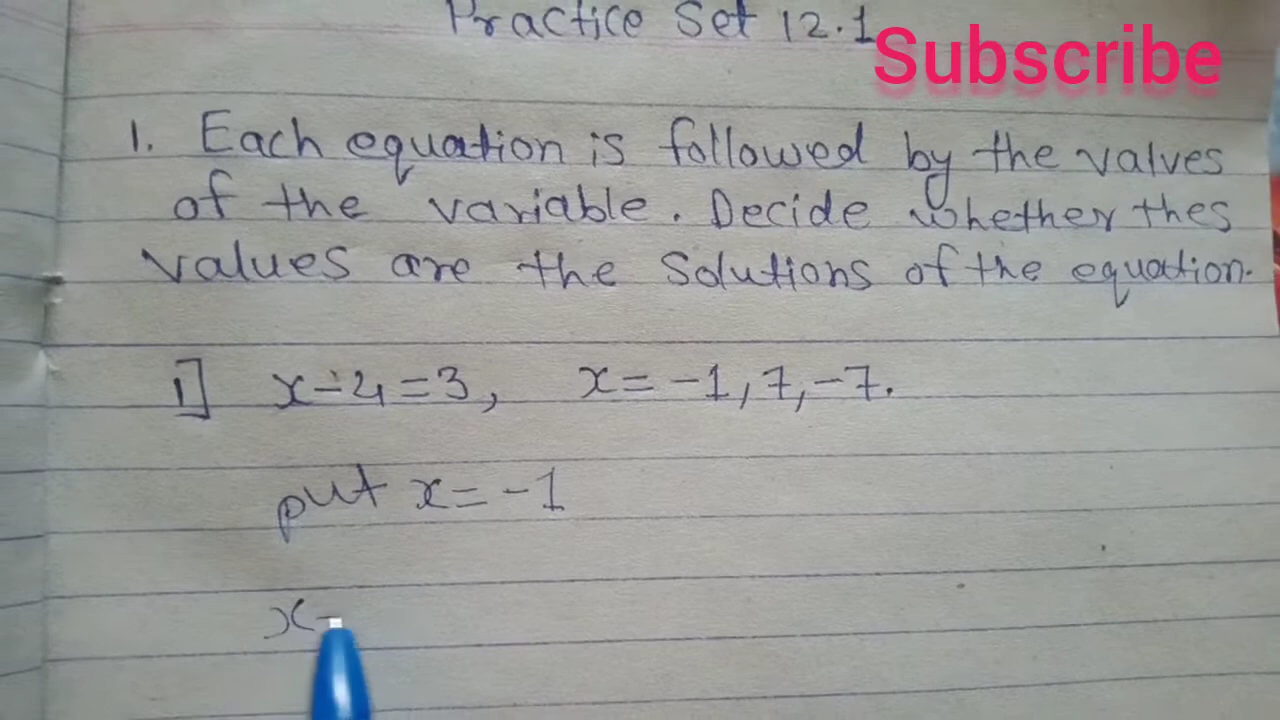 Practice Set 12.1
Subscribe
1. Each equation is followed by the values
of the variable. Decide whether thes
values are the solutions of the equation.
1] x-4=3, x=-1,7,-7.
put x=-1
x-